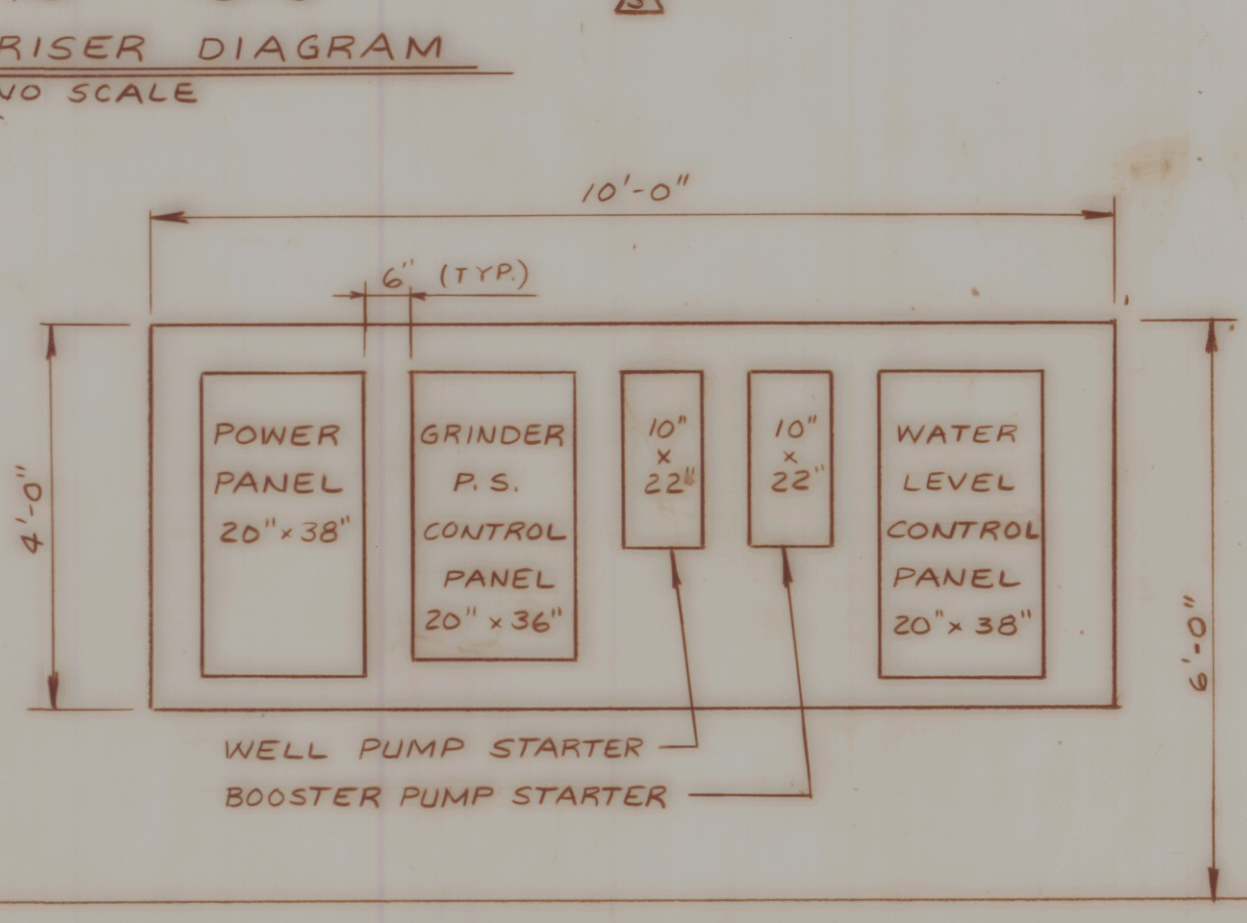 RISER DIAGRAM
NO SCALE
10'-0"
6" (TYP.)
4'-0"
POWER
PANEL
20" x 38"
GRINDER
P. S.
CONTROL
PANEL
20" x 36"
10"
x
22"
10"
x
22"
WATER
LEVEL
CONTROL
PANEL
20" x 38"
6'-0"
WELL PUMP STARTER
BOOSTER PUMP STARTER